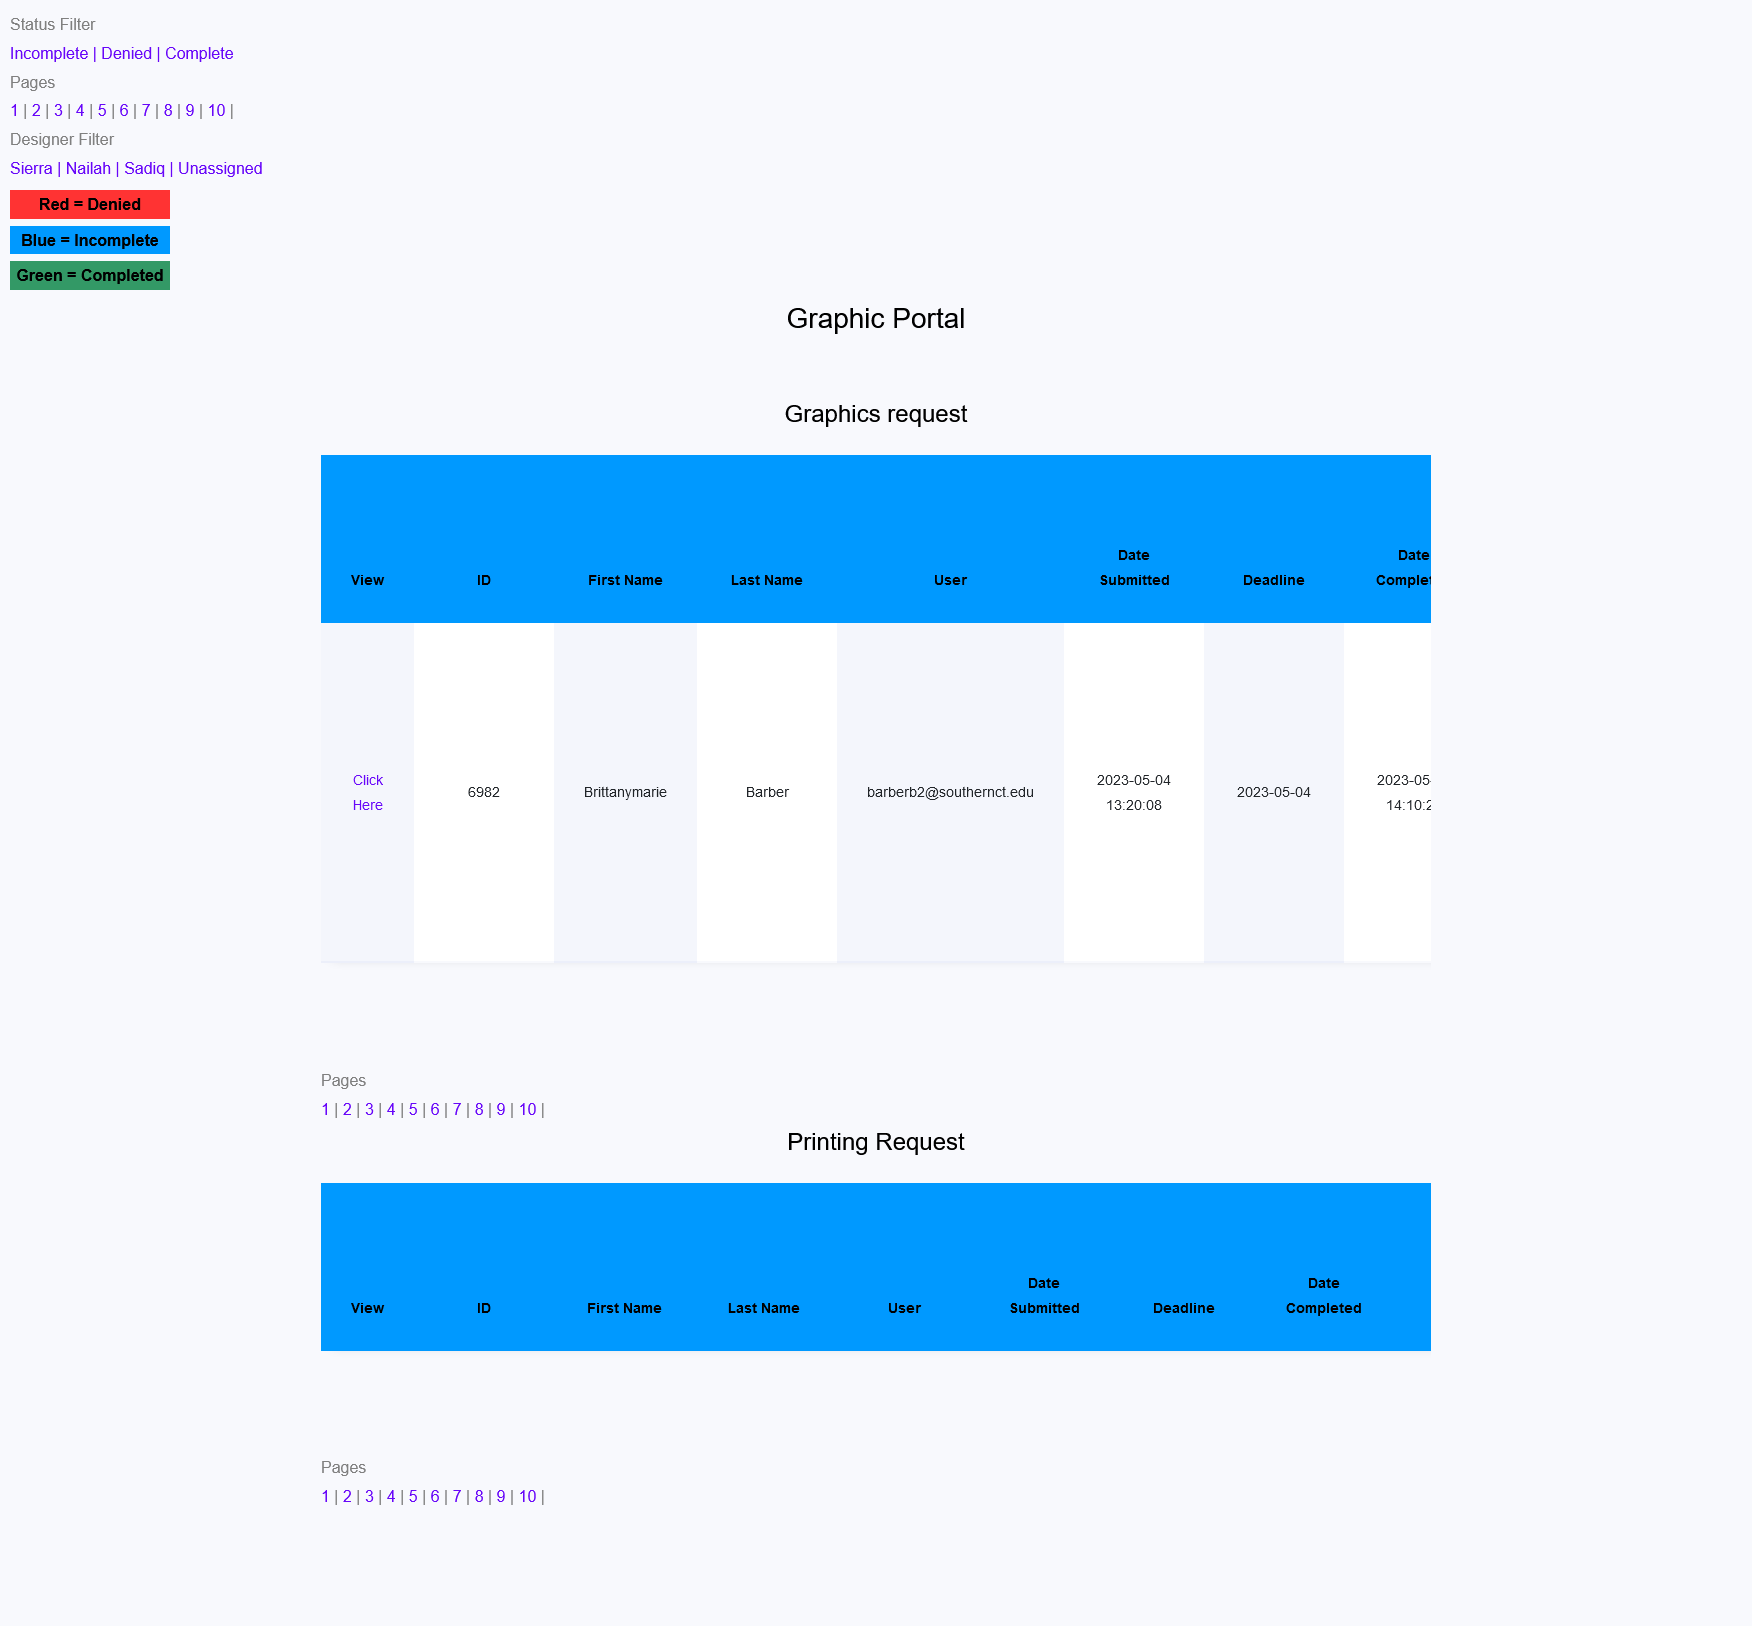 Status Filter
Incomplete | Denied | Complete
Pages
1 | 2 | 3 | 4 | 5 | 6 | 7 | 8 | 9 | 10 |
Designer Filter
Sierra | Nailah | Sadiq | Unassigned
Red = Denied
Blue = Incomplete
Green = Completed
Graphic Portal
Graphics request
Date Date
View ID First Name Last Name User Submitted Deadline Comple
Click 2023-05-04 2023-05-
Here 6982 Brittanymarie Barber barberb2@southernct.edu 13:20:08 2023-05-04 14:10:2
Pages
1 | 2 | 3 | 4 | 5 | 6 | 7 | 8 | 9 | 10 |
Printing Request
Date Date
View ID First Name Last Name User Submitted Deadline Completed
Pages
1 | 2 | 3 | 4 | 5 | 6 | 7 | 8 | 9 | 10 |